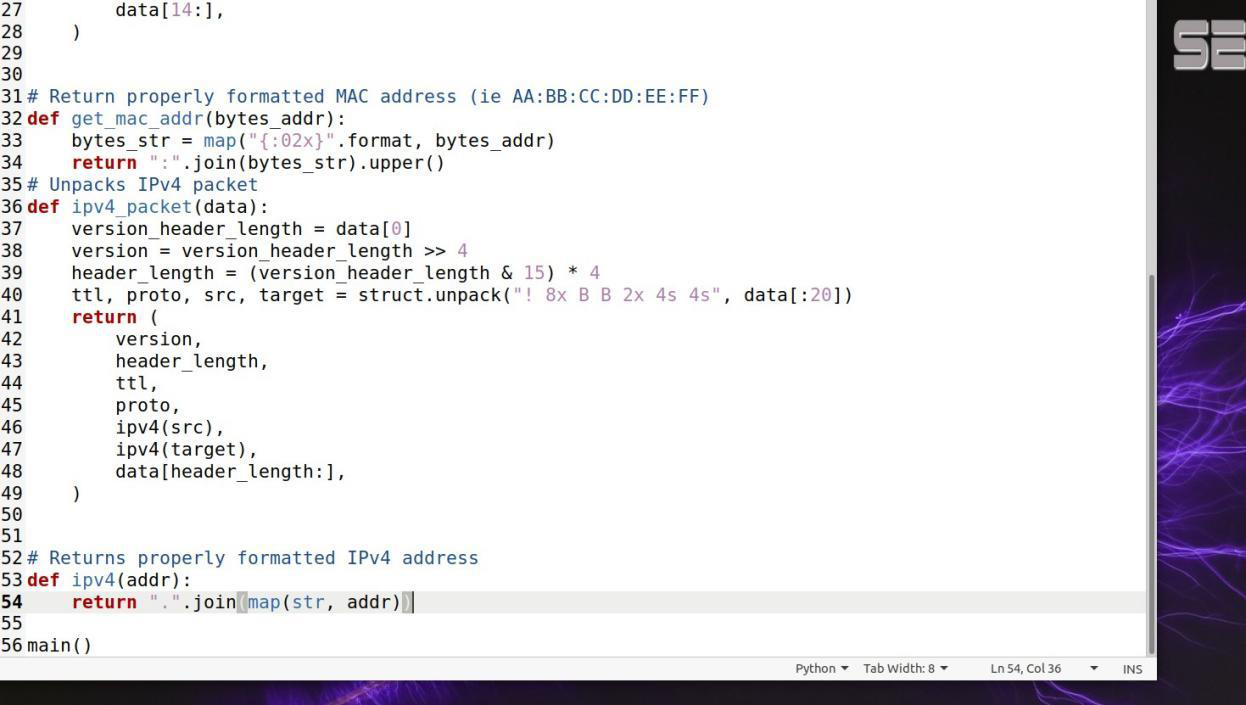 27         data[14:],
28     )
29
30
31 # Return properly formatted MAC address (ie AA:BB:CC:DD:EE:FF)
32 def get_mac_addr(bytes_addr):
33     bytes_str = map("{:02x}".format, bytes_addr)
34     return ":".join(bytes_str).upper()
35 # Unpacks IPv4 packet
36 def ipv4_packet(data):
37     version_header_length = data[0]
38     version = version_header_length >> 4
39     header_length = (version_header_length & 15) * 4
40     ttl, proto, src, target = struct.unpack("! 8x B B 2x 4s 4s", data[:20])
41     return (
42         version,
43         header_length,
44         ttl,
45         proto,
46         ipv4(src),
47         ipv4(target),
48         data[header_length:],
49     )
50
51
52 # Returns properly formatted IPv4 address
53 def ipv4(addr):
54     return ".".join(map(str, addr))
55
56 main()
Python Tab Width: 8 Ln 54, Col 36 INS
SE